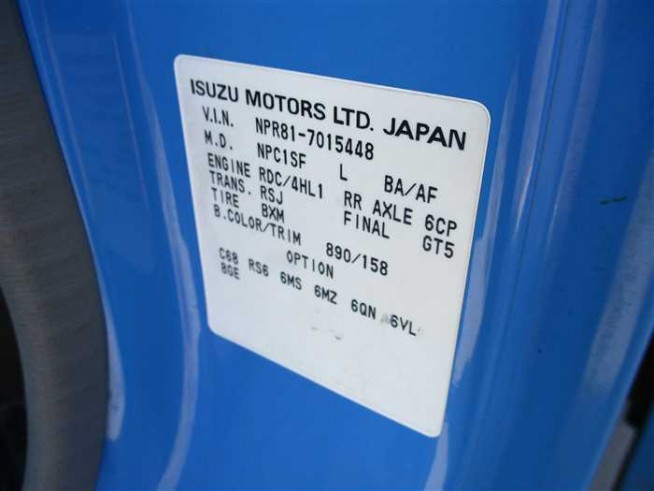 ISUZU MOTORS LTD. JAPAN
V.I.N. NPR81-7015448
M.D. NPC1SF L BA/AF
ENGINE RDC/4HL1 RR AXLE 6CP
TRANS. RSJ FINAL GT5
TIRE BXM
B.COLOR/TRIM 890/158
OPTION
C68 RS6 6MS 6MZ 6QN 6VL
8GE